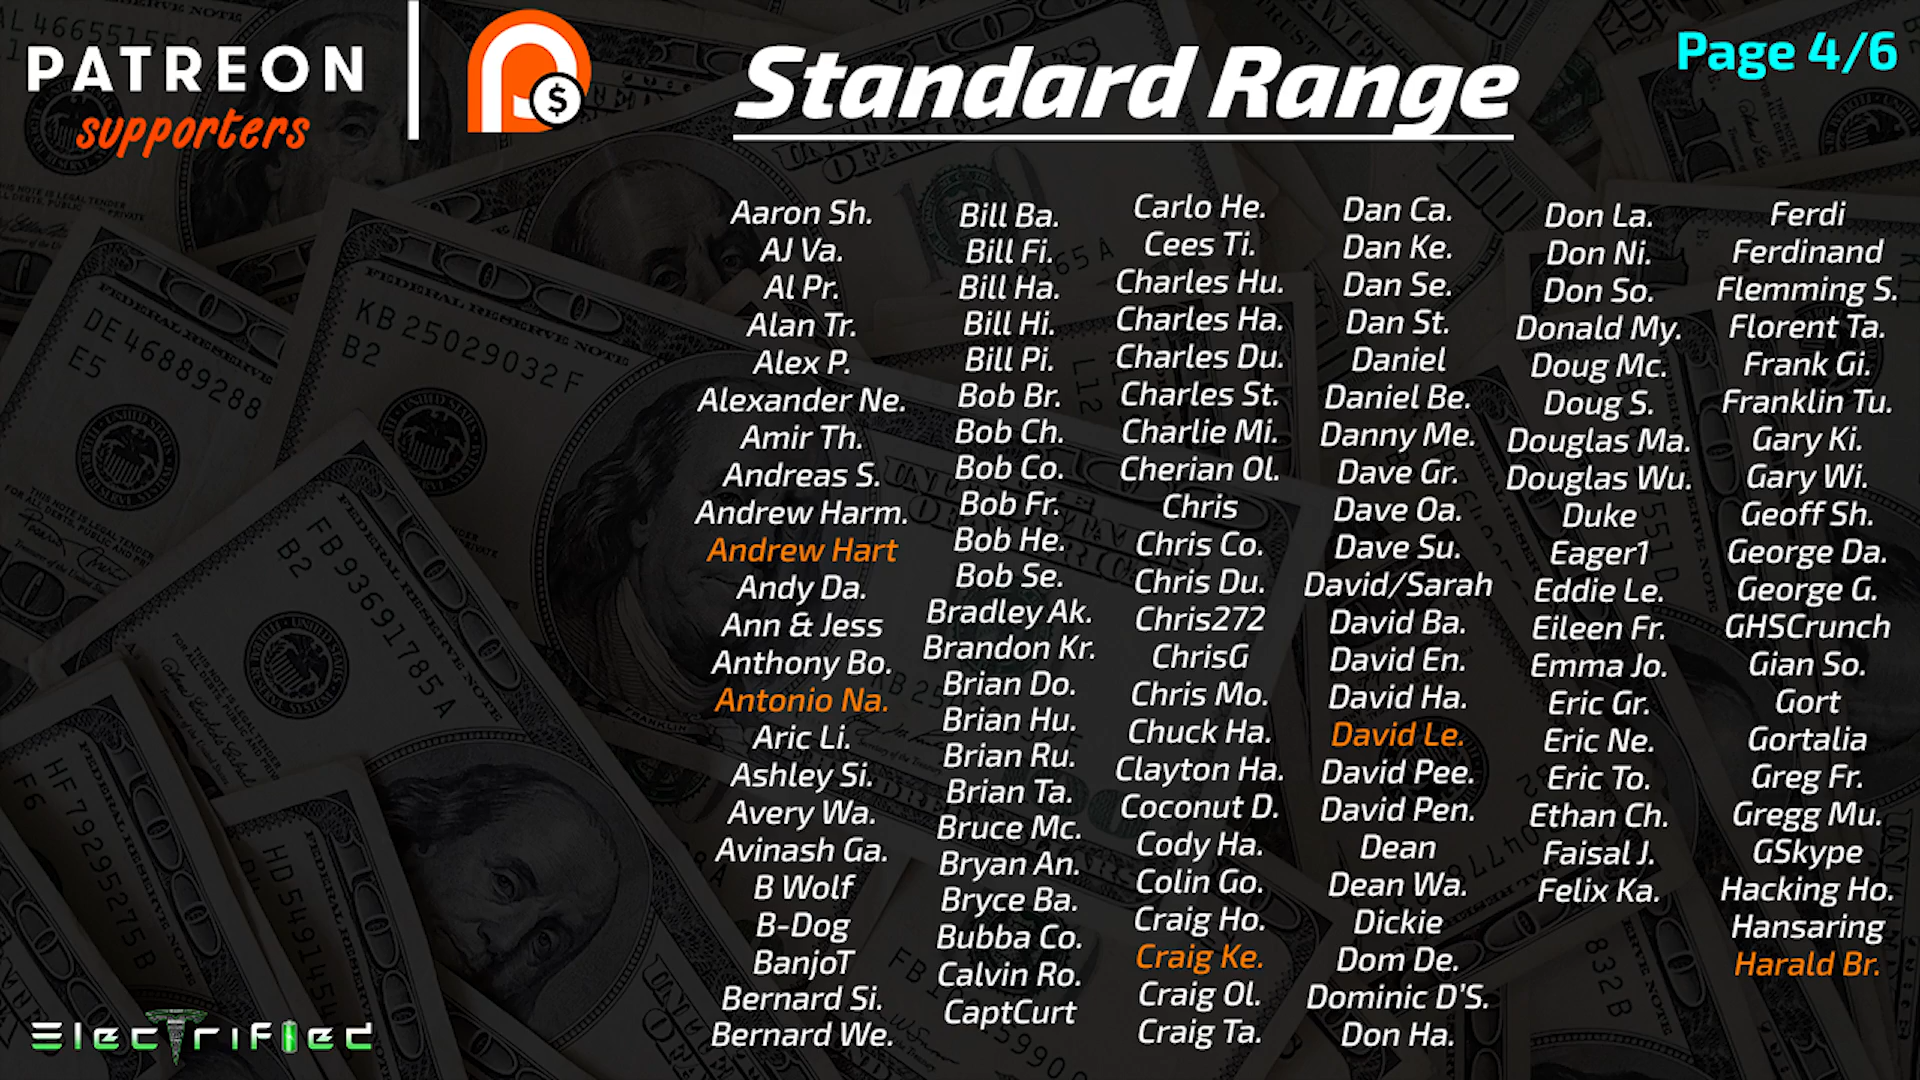 PATREON
supporters
Standard Range
Page 4/6
Aaron Sh.
AJ Va.
Al Pr.
Alan Tr.
Alex P.
Alexander Ne.
Amir Th.
Andreas S.
Andrew Harm.
Andrew Hart
Andy Da.
Ann & Jess
Anthony Bo.
Antonio Na.
Aric Li.
Ashley Si.
Avery Wa.
Avinash Ga.
B Wolf
B-Dog
BanjoT
Bernard Si.
Bernard We.
Bill Ba.
Bill Fi.
Bill Ha.
Bill Hi.
Bill Pi.
Bob Br.
Bob Ch.
Bob Co.
Bob Fr.
Bob He.
Bob Se.
Bradley Ak.
Brandon Kr.
Brian Do.
Brian Hu.
Brian Ru.
Brian Ta.
Bruce Mc.
Bryan An.
Bryce Ba.
Bubba Co.
Calvin Ro.
CaptCurt
Carlo He.
Cees Ti.
Charles Hu.
Charles Ha.
Charles Du.
Charles St.
Charlie Mi.
Cherian Ol.
Chris
Chris Co.
Chris Du.
Chris272
ChrisG
Chris Mo.
Chuck Ha.
Clayton Ha.
Coconut D.
Cody Ha.
Colin Go.
Craig Ho.
Craig Ke.
Craig Ol.
Craig Ta.
Dan Ca.
Dan Ke.
Dan Se.
Dan St.
Daniel
Daniel Be.
Danny Me.
Dave Gr.
Dave Oa.
Dave Su.
David/Sarah
David Ba.
David En.
David Ha.
David Le.
David Pee.
David Pen.
Dean
Dean Wa.
Dickie
Dom De.
Dominic D'S.
Don Ha.
Don La.
Don Ni.
Don So.
Donald My.
Doug Mc.
Doug S.
Douglas Ma.
Douglas Wu.
Duke
Eager1
Eddie Le.
Eileen Fr.
Emma Jo.
Eric Gr.
Eric Ne.
Eric To.
Ethan Ch.
Faisal J.
Felix Ka.
Ferdi
Ferdinand
Flemming S.
Florent Ta.
Frank Gi.
Franklin Tu.
Gary Ki.
Gary Wi.
Geoff Sh.
George Da.
George G.
GHSCrunch
Gian So.
Gort
Gortalia
Greg Fr.
Gregg Mu.
GSkype
Hacking Ho.
Hansaring
Harald Br.
Electrified
DE46889288
E5
KB25029032F
B2
FB93691785A
B2
HF79295275B
F6